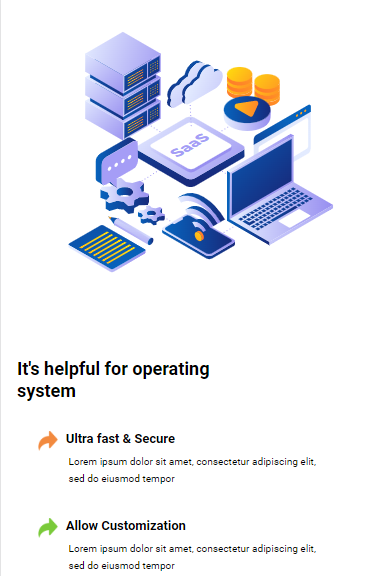 SaaS
It's helpful for operating
system
Ultra fast & Secure
Lorem ipsum dolor sit amet, consectetur adipiscing elit,
sed do eiusmod tempor
Allow Customization
Lorem ipsum dolor sit amet, consectetur adipiscing elit,
sed do eiusmod tempor